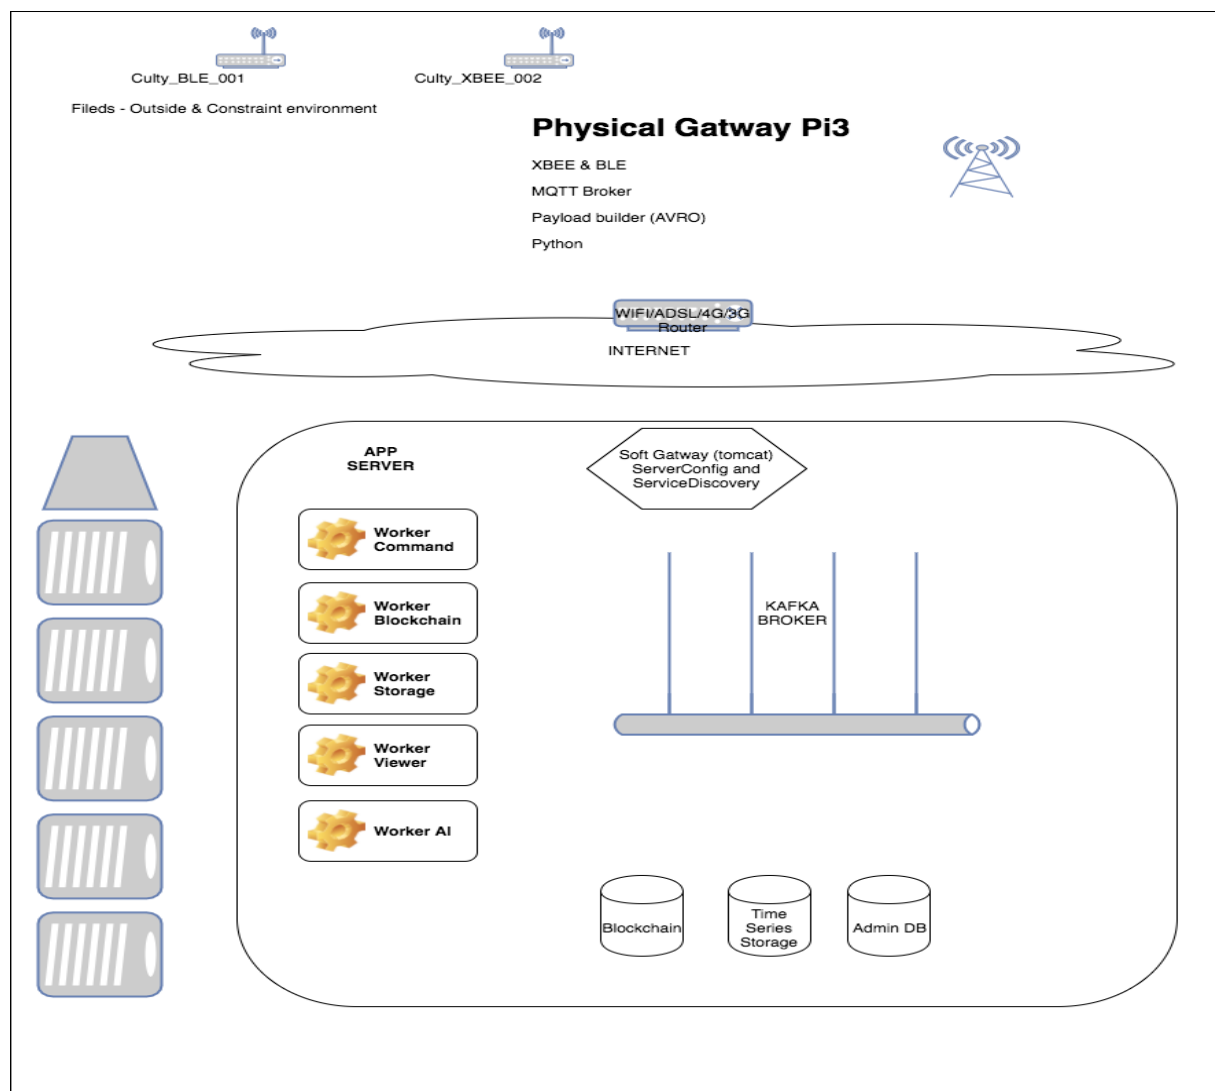 Culty_BLE_001
Culty_XBEE_002
Fileds - Outside & Constraint environment
Physical Gatway Pi3
XBEE & BLE
MQTT Broker
Payload builder (AVRO)
Python
WIFI/ADSL/4G/3G
Router
INTERNET
APP
SERVER
Soft Gatway (tomcat)
ServerConfig and
ServiceDiscovery
Worker
Command
Worker
Blockchain
Worker
Storage
Worker
Viewer
Worker AI
KAFKA
BROKER
Blockchain
Time
Series
Storage
Admin DB